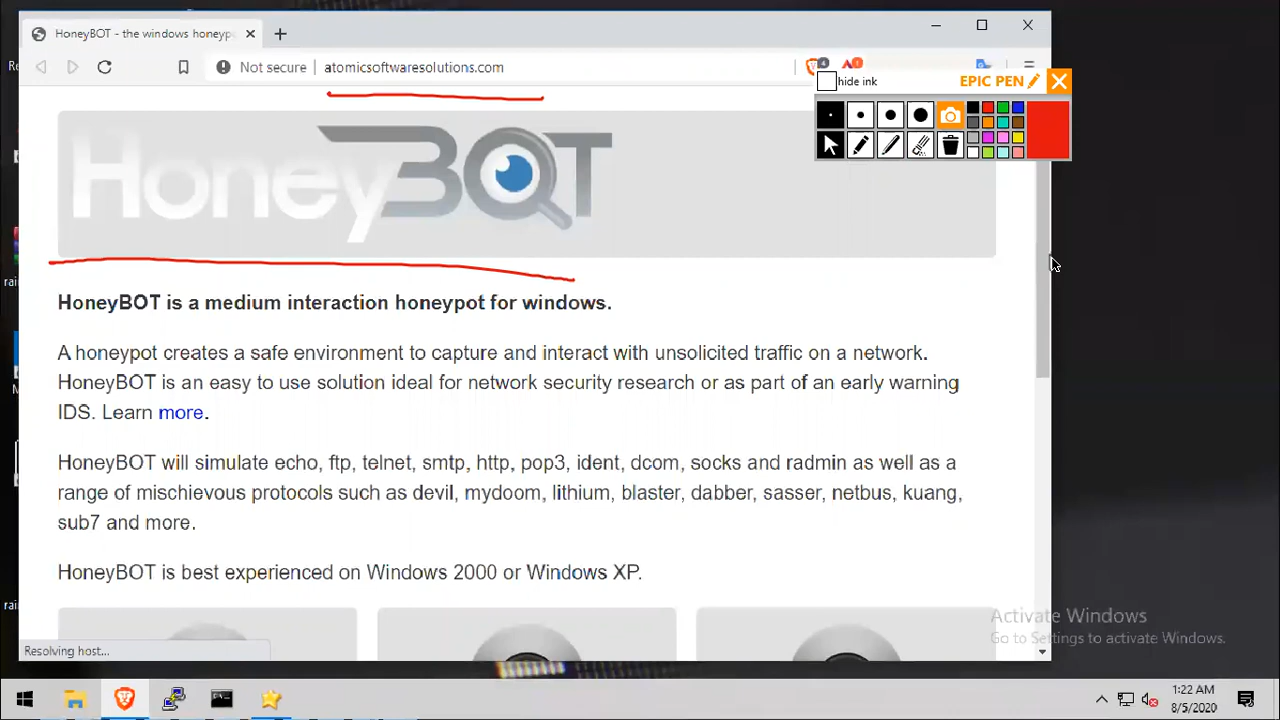 HoneyBOT - the windows honeyp
Not secure
atomicsoftwaresolutions.com
4
1
hide ink
EPIC PEN
HoneyBOT
HoneyBOT is a medium interaction honeypot for windows.
A honeypot creates a safe environment to capture and interact with unsolicited traffic on a network.
HoneyBOT is an easy to use solution ideal for network security research or as part of an early warning
IDS. Learn more.
HoneyBOT will simulate echo, ftp, telnet, smtp, http, pop3, ident, dcom, socks and radmin as well as a
range of mischievous protocols such as devil, mydoom, lithium, blaster, dabber, sasser, netbus, kuang,
sub7 and more.
HoneyBOT is best experienced on Windows 2000 or Windows XP.
Activate Windows
Go to Settings to activate Windows.
Resolving host...
1:22 AM
8/5/2020